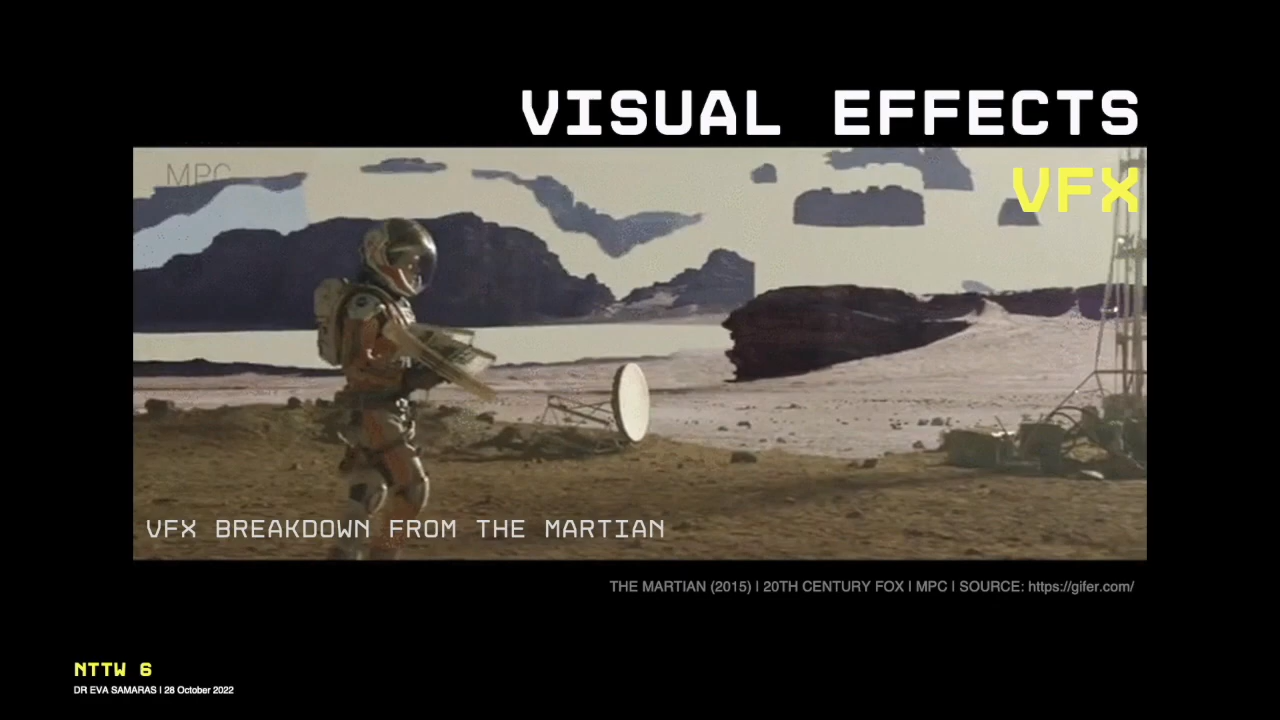 VISUAL EFFECTS
MPC
VFX
VFX BREAKDOWN FROM THE MARTIAN
THE MARTIAN (2015) | 20TH CENTURY FOX | MPC | SOURCE: https://gifer.com/
NTTW 6
DR EVA SAMARAS | 28 October 2022